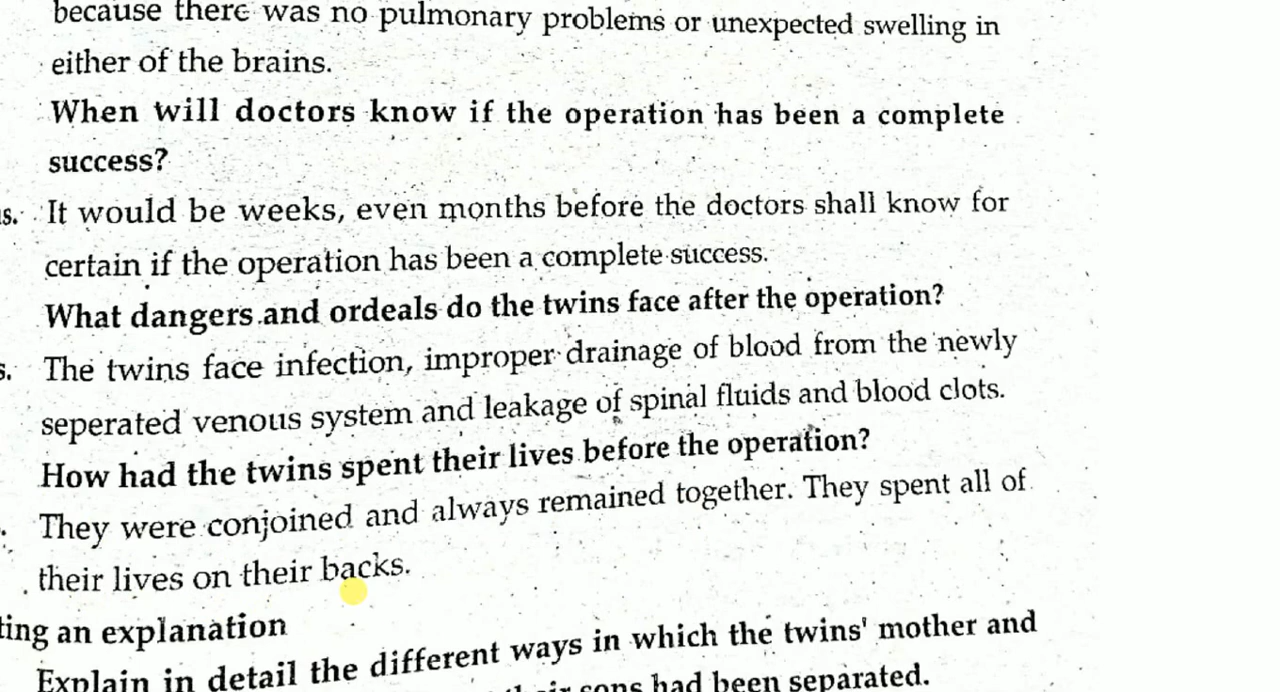 because there was no pulmonary problems or unexpected swelling in
either of the brains.
When will doctors know if the operation has been a complete
success?
s. It would be weeks, even months before the doctors shall know for
certain if the operation has been a complete success.
What dangers and ordeals do the twins face after the operation?
s. The twins face infection, improper drainage of blood from the newly
seperated venous system and leakage of spinal fluids and blood clots.
How had the twins spent their lives before the operation?
. They were conjoined and always remained together. They spent all of
their lives on their backs.
ting an explanation
Explain in detail the different ways in which the twins' mother and
sons had been separated.